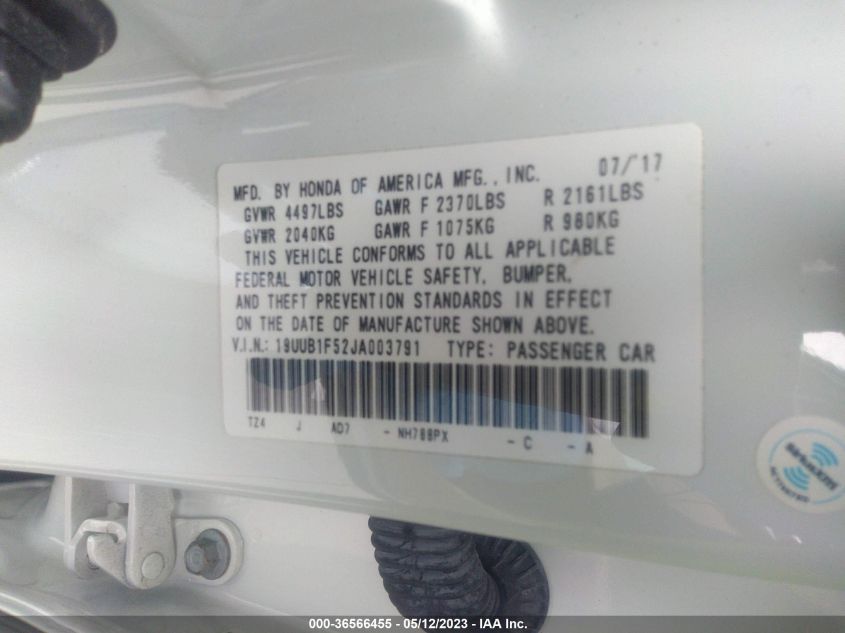 MFD. BY HONDA OF AMERICA MFG., INC. 07/'17
GVWR 4497LBS GAWR F 2370LBS R 2161LBS
GVWR 2040KG GAWR F 1075KG R 980KG
THIS VEHICLE CONFORMS TO ALL APPLICABLE
FEDERAL MOTOR VEHICLE SAFETY, BUMPER,
AND THEFT PREVENTION STANDARDS IN EFFECT
ON THE DATE OF MANUFACTURE SHOWN ABOVE.
V.I.N.: 19UUB1F52JA003791 TYPE: PASSENGER CAR
TZ4 J AD7 - NH788PX - C - A
SiriusXM
ACTIVATED
000-36566455 - 05/12/2023 - IAA Inc.